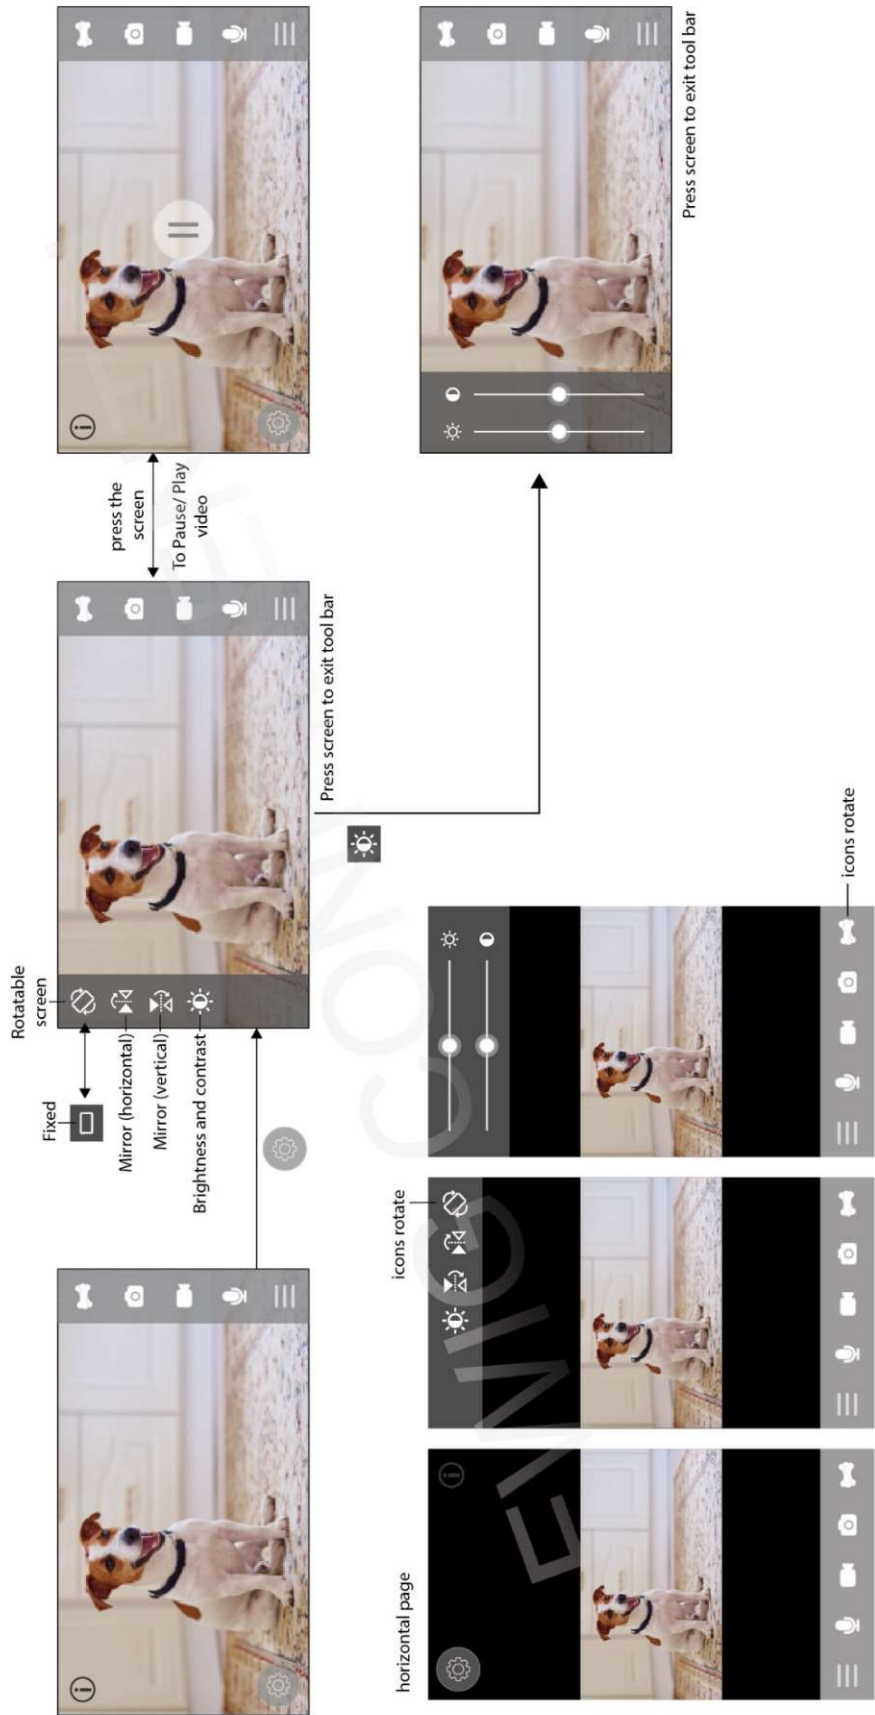 Fixed
Rotatable
screen
Mirror (horizontal)
Mirror (vertical)
Brightness and contrast
Press screen to exit tool bar
press the
screen
To Pause/ Play
video
Press screen to exit tool bar
horizontal page
icons rotate
icons rotate